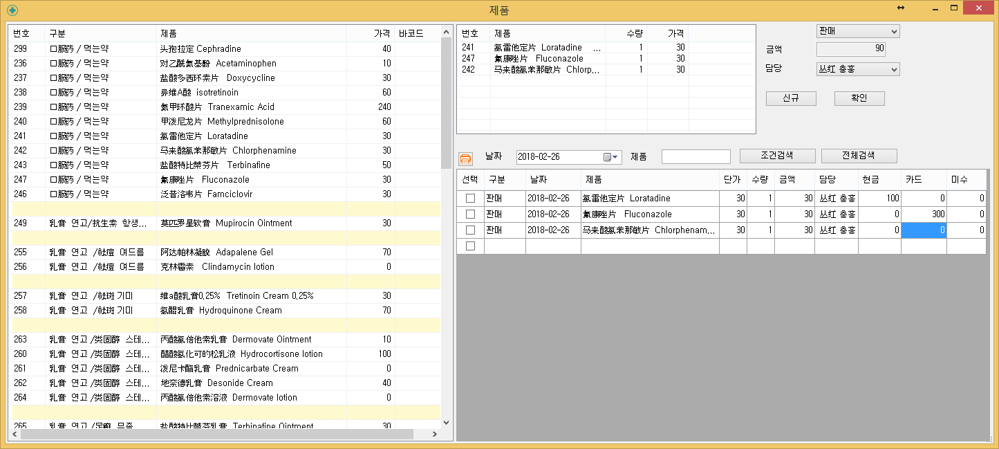 제품
번호 구분 제품 가격 바코드
299 口服药 / 먹는약 头孢拉定 Cephradine 40
236 口服药 / 먹는약 对乙酰氨基酚 Acetaminophen 10
237 口服药 / 먹는약 盐酸多西环素片 Doxycycline 30
238 口服药 / 먹는약 异维A酸 isotretinoin 60
239 口服药 / 먹는약 氨甲环酸片 Tranexamic Acid 240
240 口服药 / 먹는약 甲泼尼龙片 Methylprednisolone 60
241 口服药 / 먹는약 氯雷他定片 Loratadine 30
242 口服药 / 먹는약 马来酸氯苯那敏片 Chlorphenamine 30
243 口服药 / 먹는약 盐酸特比萘芬片 Terbinafine 50
247 口服药 / 먹는약 氟康唑片 Fluconazole 30
246 口服药 / 먹는약 泛昔洛韦片 Famciclovir 30
249 乳膏 연고/抗生素 항생... 莫匹罗星软膏 Mupirocin Ointment 30
255 乳膏 연고 /祛痘 여드름 阿达帕林凝胶 Adapalene Gel 70
256 乳膏 연고 /祛痘 여드름 克林霉素 Clindamycin lotion 0
257 乳膏 연고 /祛斑 기미 维a酸乳膏0.25% Tretinoin Cream 0.25% 30
258 乳膏 연고 /祛斑 기미 氢醌乳膏 Hydroquinone Cream 70
263 乳膏 연고 /类固醇 스테... 丙酸氯倍他索乳膏 Dermovate Ointment 10
260 乳膏 연고 /类固醇 스테... 醋酸氢化可的松乳液 Hydrocortisone lotion 100
261 乳膏 연고 /类固醇 스테... 泼尼卡酯乳膏 Prednicarbate Cream 0
262 乳膏 연고 /类固醇 스테... 地奈德乳膏 Desonide Cream 40
264 乳膏 연고 /类固醇 스테... 丙酸氯倍他索溶液 Dermovate lotion 0
265 乳膏 연고 /足癣 무좀 盐酸特比萘芬乳膏 Terbinafine Ointment 30
번호 제품 수량 가격
241 氯雷他定片 Loratadine ... 1 30
247 氟康唑片 Fluconazole 1 30
242 马来酸氯苯那敏片 Chlorp... 1 30
판매
금액 90
담당 丛红 총홍
신규 확인
날짜 2018-02-26 제품 조건검색 전체검색
선택 구분 날짜 제품 단가 수량 금액 담당 현금 카드 미수
판매 2018-02-26 氯雷他定片 Loratadine 30 1 30 丛红 총홍 100 0 0
판매 2018-02-26 氟康唑片 Fluconazole 30 1 30 丛红 총홍 0 300 0
판매 2018-02-26 马来酸氯苯那敏片 Chlorphenam... 30 1 30 丛红 총홍 0 0 0